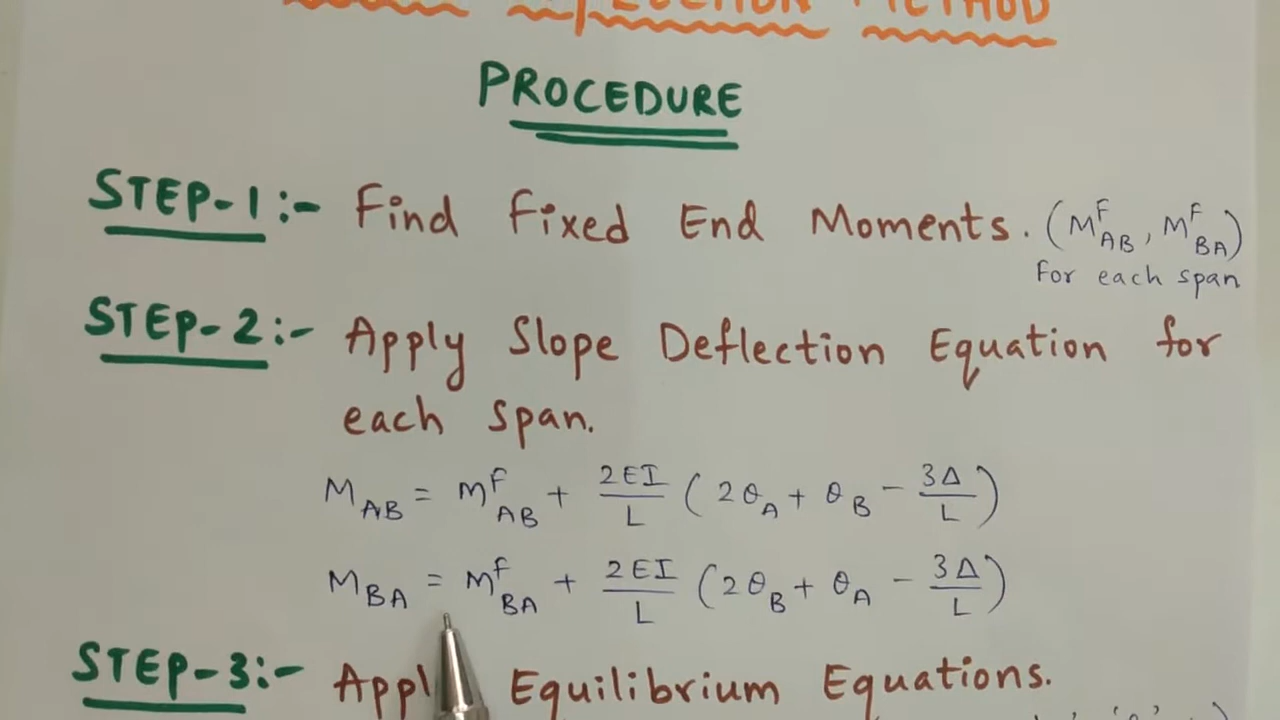 METHOD
PROCEDURE
STEP-1:- Find Fixed End Moments. (M^F_AB, M^F_BA)
For each span
STEP-2:- Apply Slope Deflection Equation for
each span.
M_AB = M^F_AB + 2EI/L (2θ_A + θ_B - 3Δ/L)
M_BA = M^F_BA + 2EI/L (2θ_B + θ_A - 3Δ/L)
STEP-3:- Appl Equilibrium Equations.